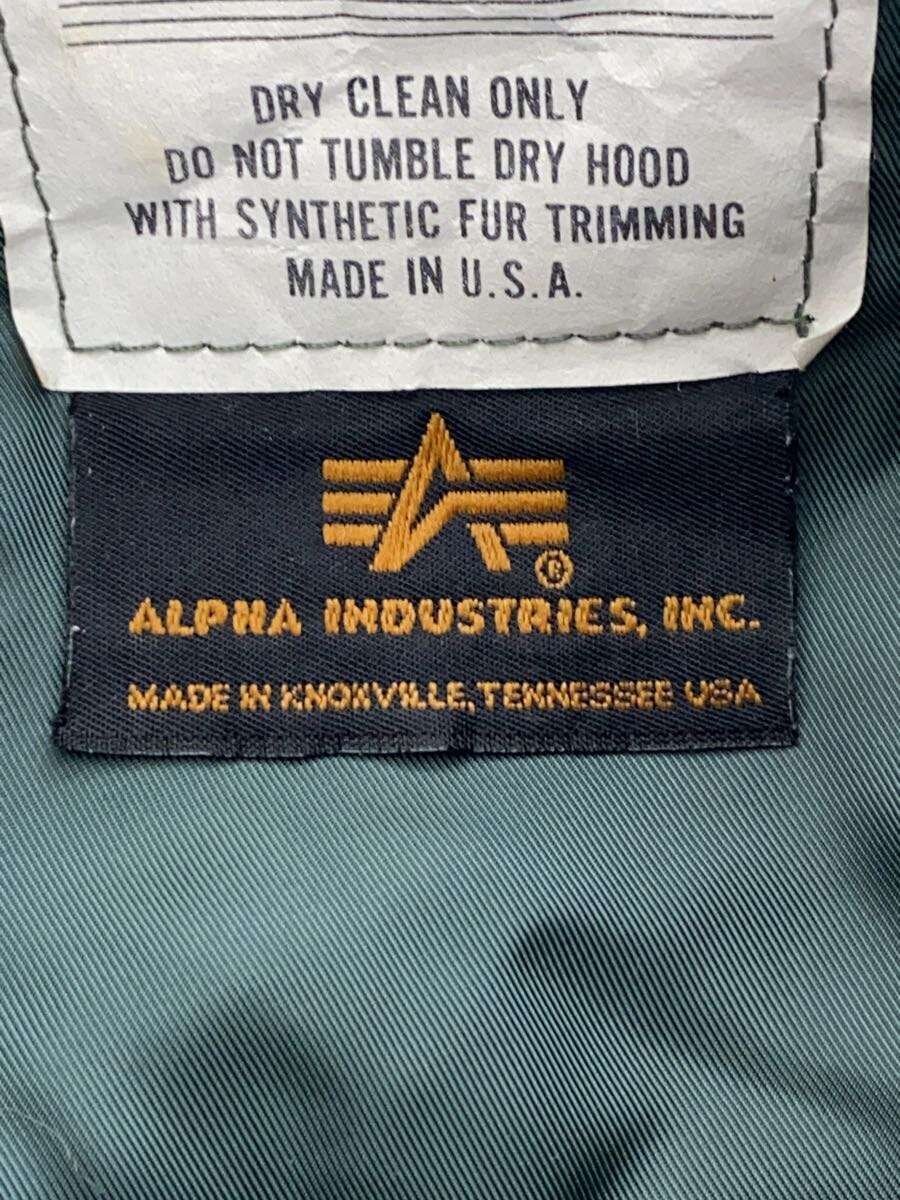 DRY CLEAN ONLY
DO NOT TUMBLE DRY HOOD
WITH SYNTHETIC FUR TRIMMING
MADE IN U.S.A.
ALPHA INDUSTRIES, INC.
MADE IN KNOXVILLE, TENNESSEE USA